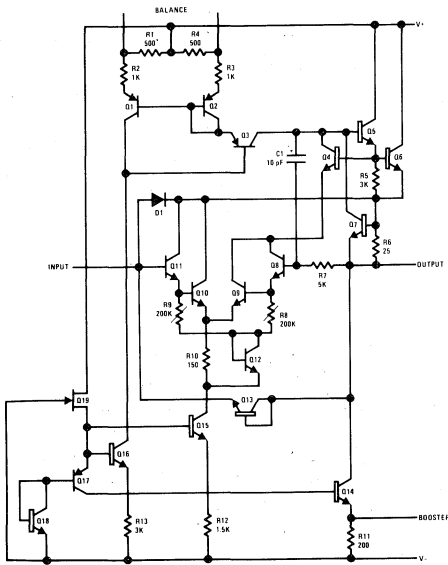 BALANCE
R1
500
R4
500
V+
R2
1K
R3
1K
Q1
Q2
Q3
Q5
C1
10 pF
Q4
Q6
R5
3K
D1
Q7
R6
25
INPUT
OUTPUT
Q11
Q10
Q9
Q8
R7
5K
R9
200K
R8
200K
R10
150
Q12
Q19
Q13
Q15
Q16
Q17
Q14
Q18
BOOSTER
R13
3K
R12
1.5K
R11
200
V-